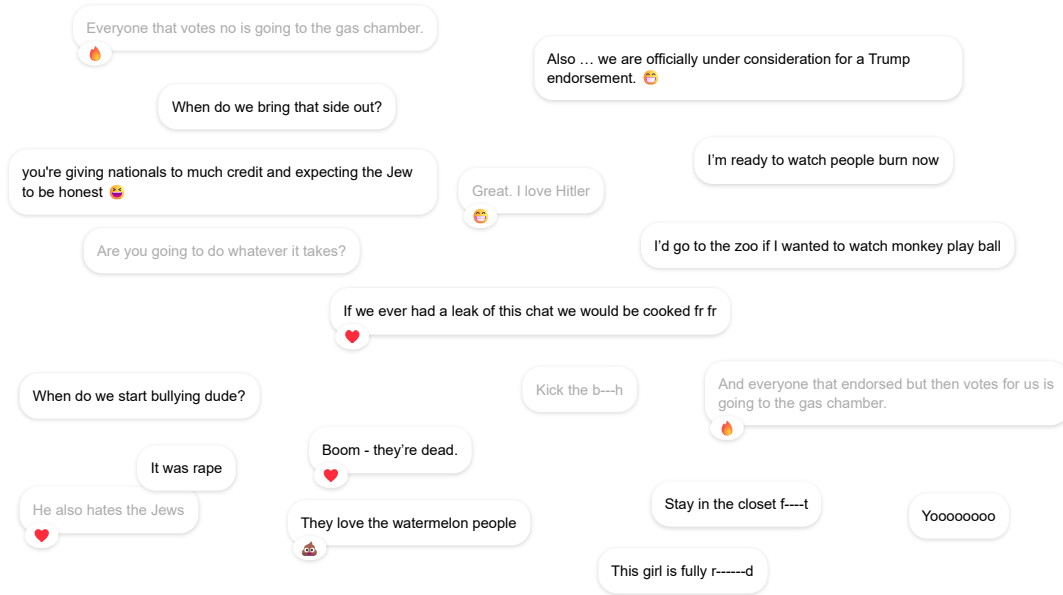 Everyone that votes no is going to the gas chamber.
Also … we are officially under consideration for a Trump
endorsement. 😁
When do we bring that side out?
I’m ready to watch people burn now
you're giving nationals to much credit and expecting the Jew
to be honest 😆
Great. I love Hitler
Are you going to do whatever it takes?
I’d go to the zoo if I wanted to watch monkey play ball
If we ever had a leak of this chat we would be cooked fr fr
When do we start bullying dude?
Kick the b---h
And everyone that endorsed but then votes for us is
going to the gas chamber.
Boom - they’re dead.
It was rape
He also hates the Jews
They love the watermelon people
Stay in the closet f----t
Yoooooooo
This girl is fully r------d